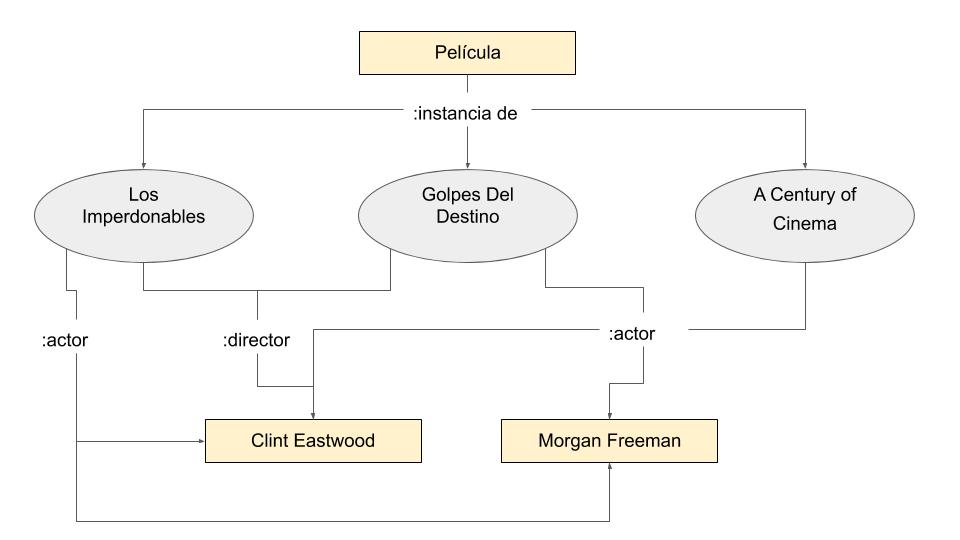 Película
:instancia de
Los
Imperdonables
Golpes Del
Destino
A Century of
Cinema
:actor
:director
:actor
Clint Eastwood
Morgan Freeman